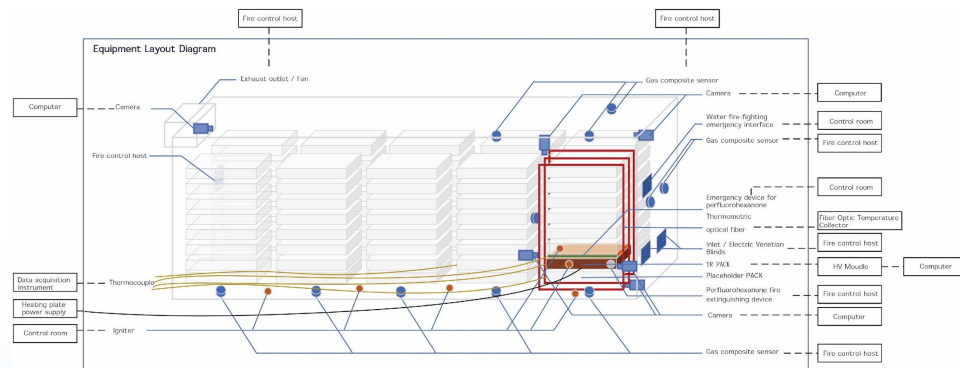 Fire control host
Fire control host
Equipment Layout Diagram
Exhaust outlet / Fan
Gas composite sensor
Computer
Camera
Camera
Computer
Water fire-fighting
emergency interface
Control room
Gas composite sensor
Fire control host
Fire control host
Control room
Emergency device for
perfluorohexanone
Thermometric
optical fiber
Fiber Optic Temperature
Collector
Inlet / Electric Venetian
Blinds
Fire control host
TR PACK
HV Moudle
Computer
Placeholder PACK
Data acquisition
instrument
Thermocouple
Perfluorohexanone fire
extinguishing device
Fire control host
Heating plate
power supply
Camera
Computer
Control room
Igniter
Gas composite sensor
Fire control host